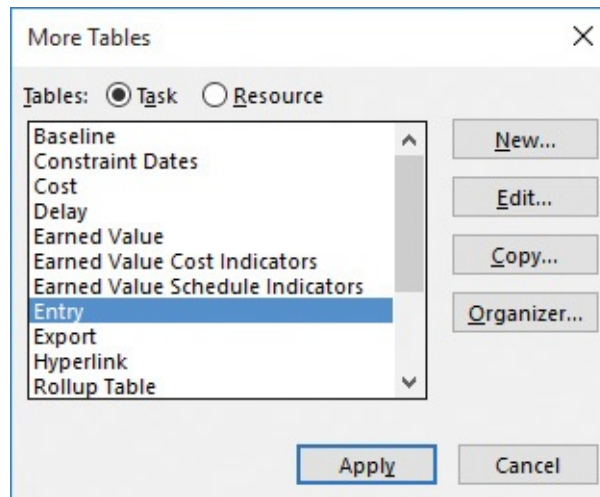 More Tables
Tables: Task Resource
Baseline
Constraint Dates
Cost
Delay
Earned Value
Earned Value Cost Indicators
Earned Value Schedule Indicators
Entry
Export
Hyperlink
Rollup Table
New...
Edit...
Copy...
Organizer...
Apply
Cancel